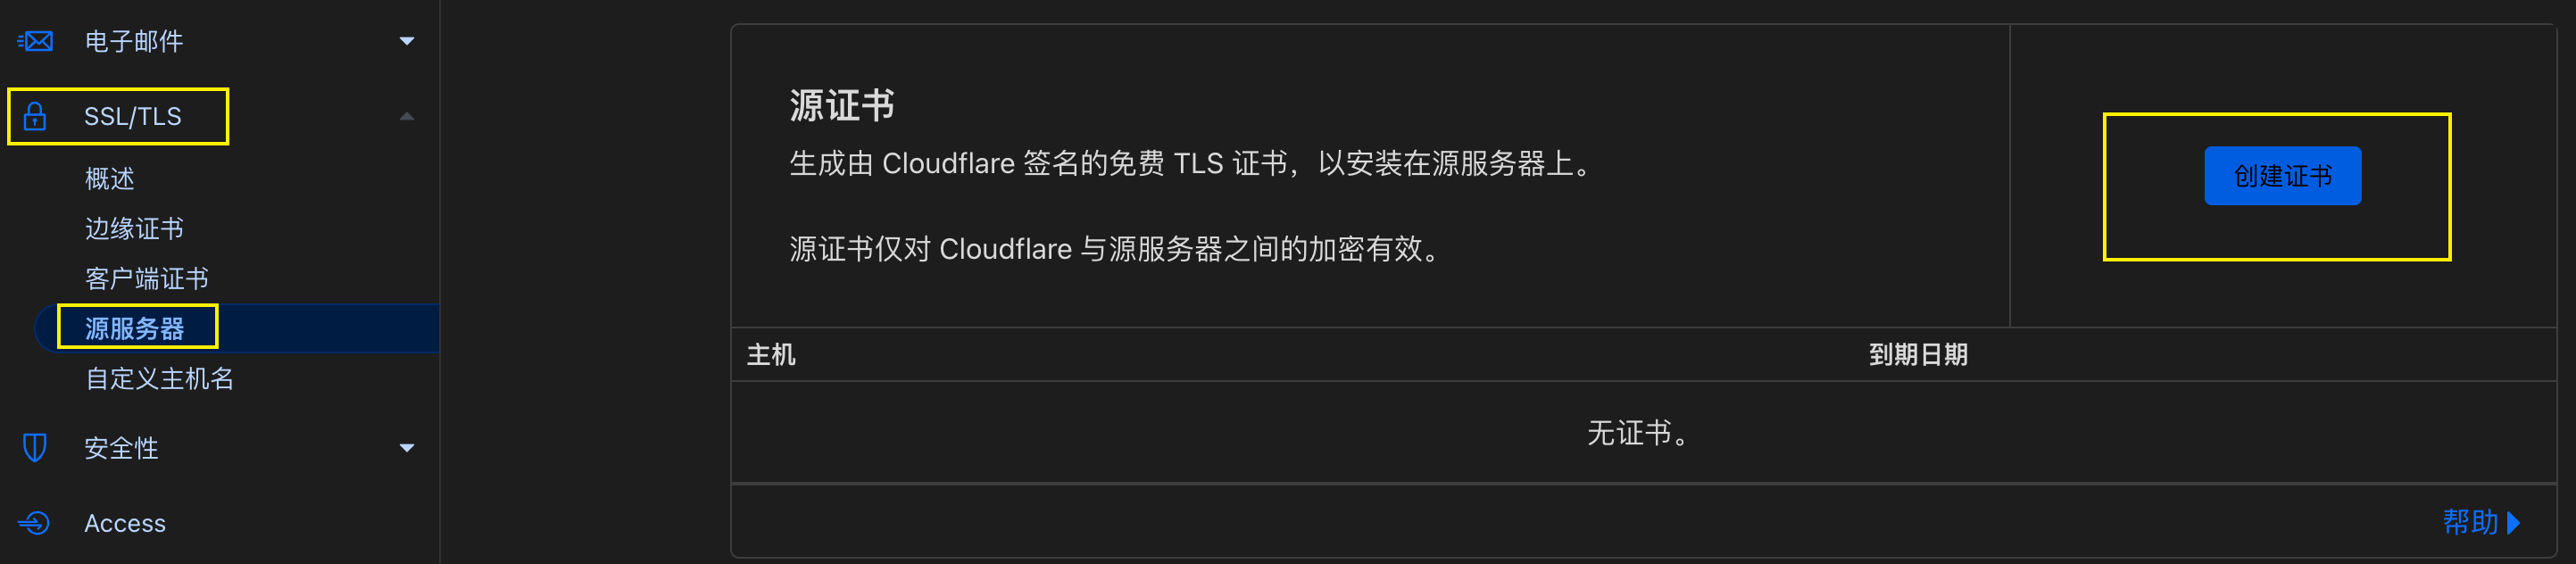 电子邮件
SSL/TLS
概述
边缘证书
客户端证书
源服务器
自定义主机名
安全性
Access
源证书
生成由 Cloudflare 签名的免费 TLS 证书，以安装在源服务器上。
源证书仅对 Cloudflare 与源服务器之间的加密有效。
创建证书
主机
到期日期
无证书。
帮助